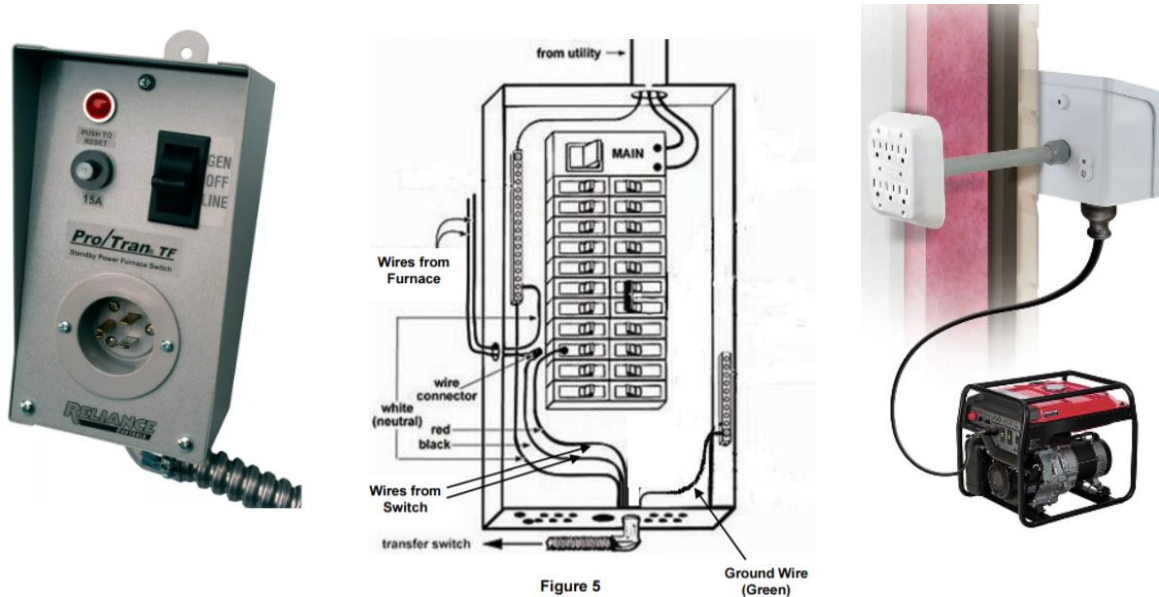 PUSH TO
RESET
15A
GEN
OFF
LINE
Pro/Tran TF
Standby Power Furnace Switch
RELIANCE
CONTROLS
from utility
MAIN
Wires from
Furnace
wire
connector
white
(neutral)
red
black
Wires from
Switch
transfer switch
Ground Wire
(Green)
Figure 5